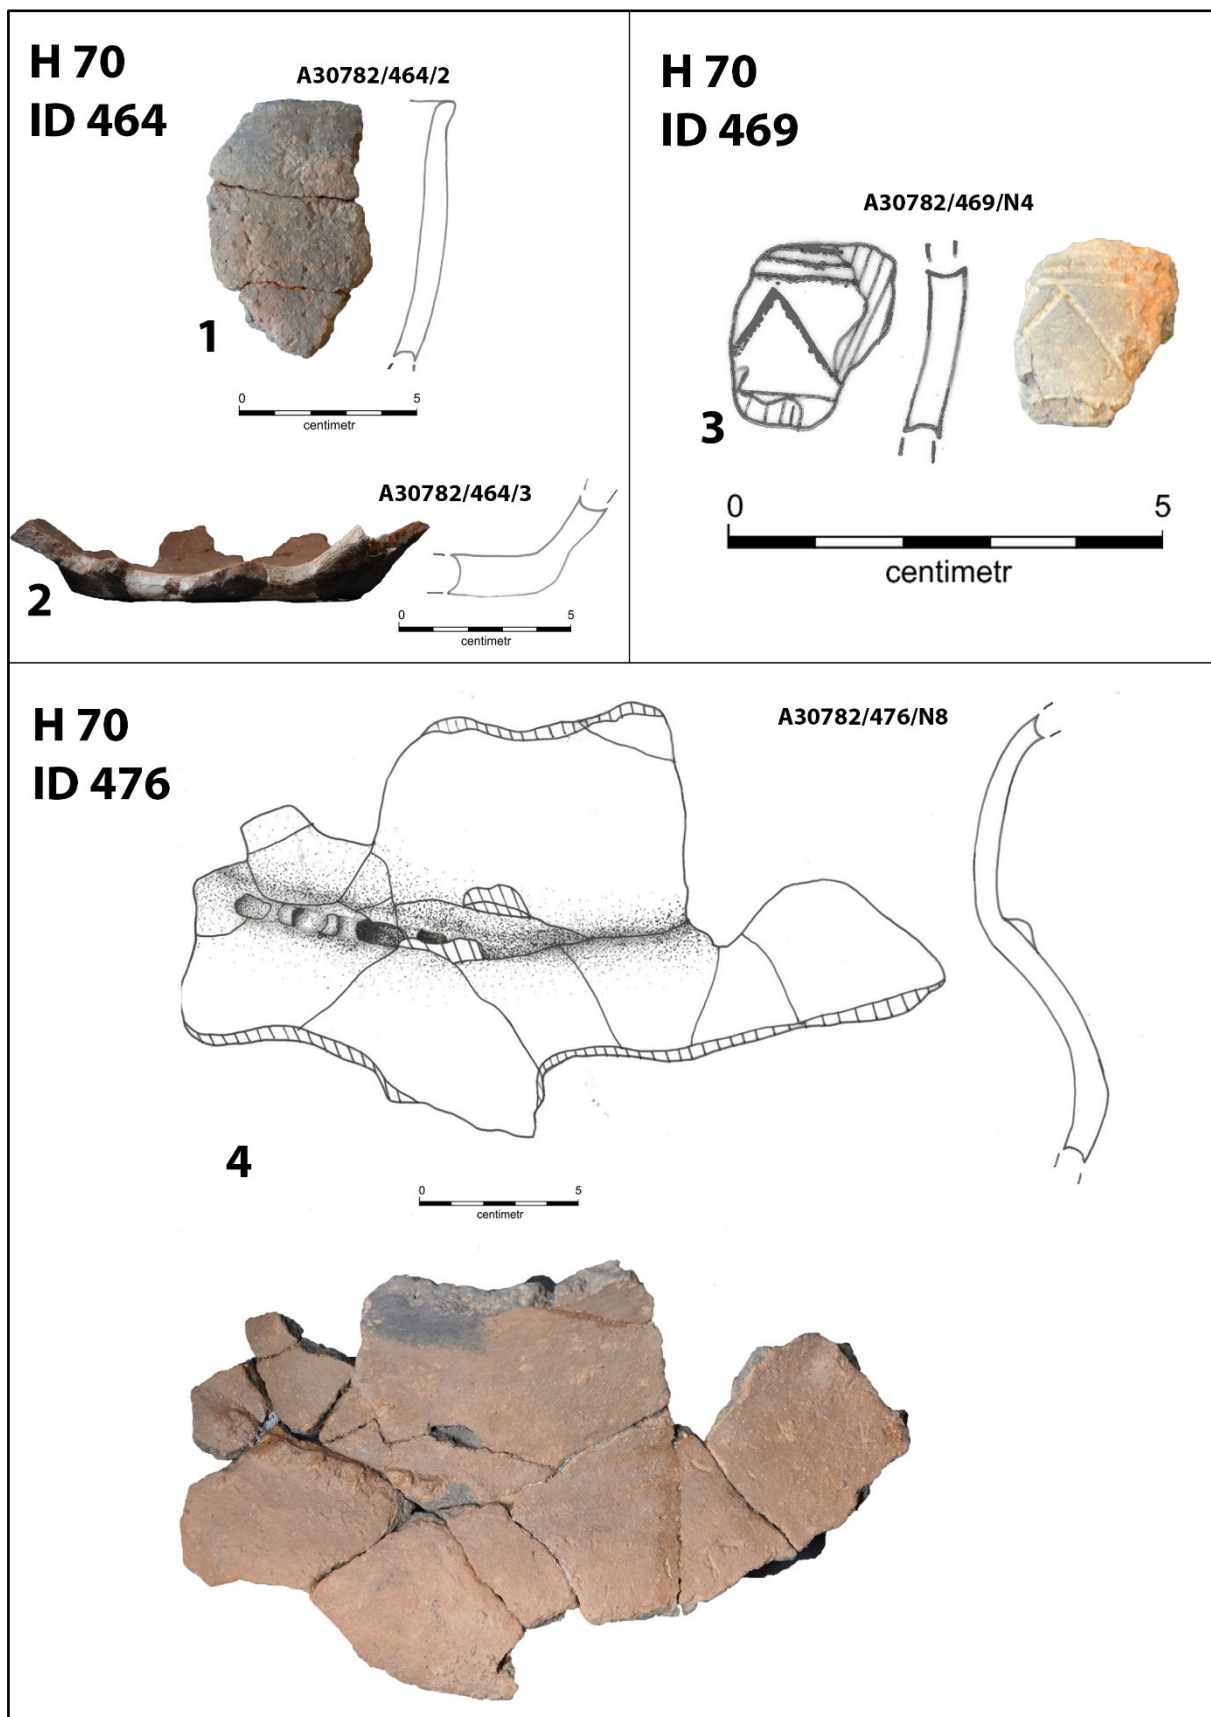 H 70
ID 464
A30782/464/2
1
0 5
centimetr
A30782/464/3
2
0 5
centimetr
H 70
ID 469
A30782/469/N4
3
0 5
centimetr
H 70
ID 476
A30782/476/N8
4
0 5
centimetr